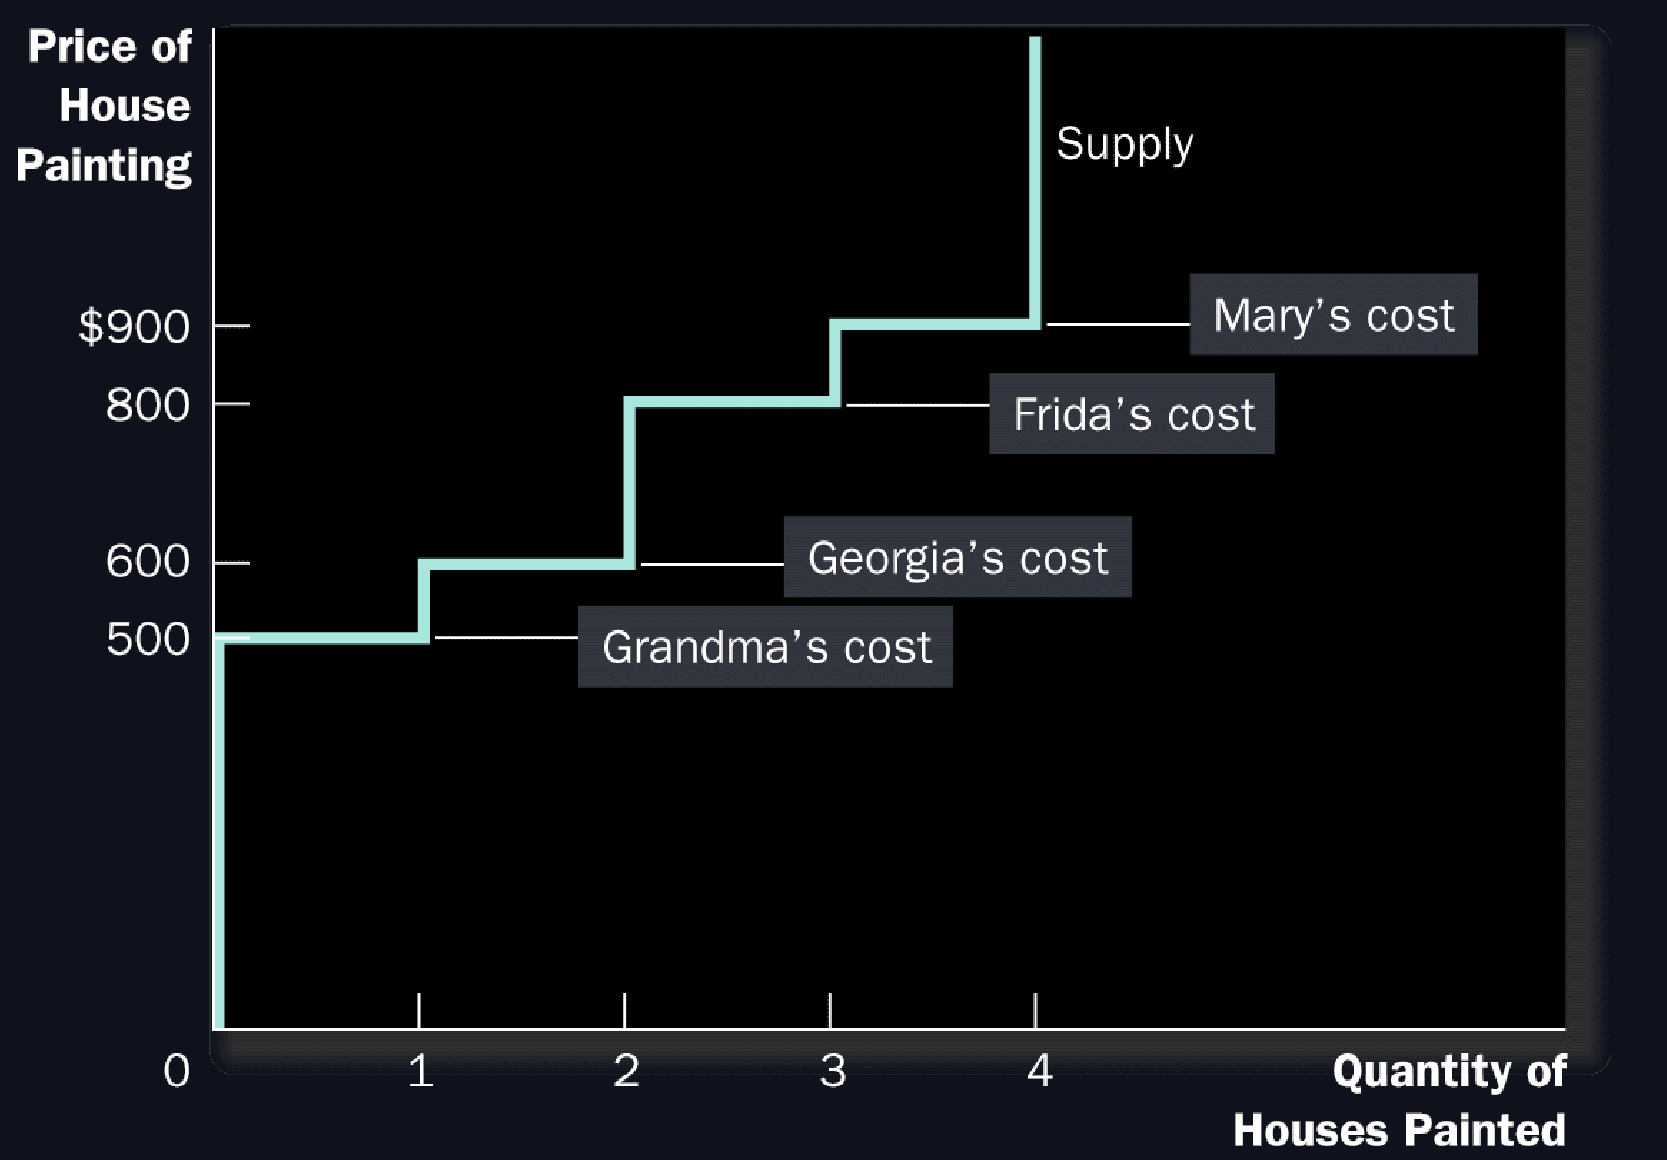 Price of
House
Painting
Supply
$900
Mary’s cost
800
Frida’s cost
600
Georgia’s cost
500
Grandma’s cost
0
1
2
3
4
Quantity of
Houses Painted